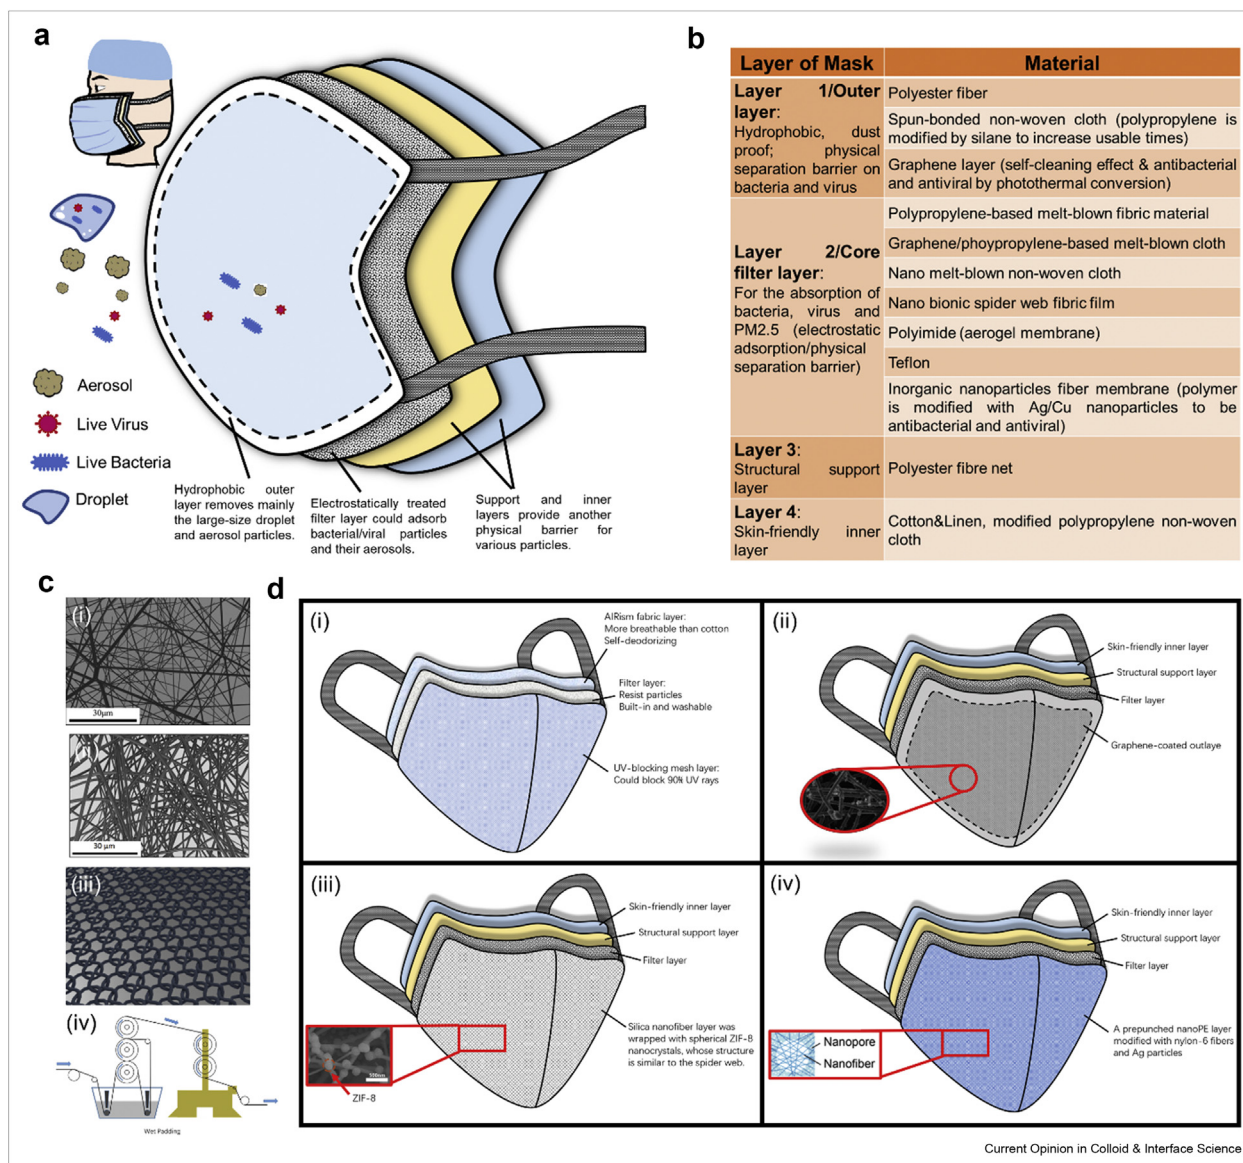 a
Aerosol
Live Virus
Live Bacteria
Droplet
Hydrophobic outer
layer removes mainly
the large-size droplet
and aerosol particles.
Electrostatically treated
filter layer could adsorb
bacterial/viral particles
and their aerosols.
Support and inner
layers provide another
physical barrier for
various particles.
b
Layer of Mask
Material
Layer 1/Outer
layer:
Hydrophobic, dust
proof; physical
separation barrier on
bacteria and virus
Polyester fiber
Spun-bonded non-woven cloth (polypropylene is
modified by silane to increase usable times)
Graphene layer (self-cleaning effect & antibacterial
and antiviral by photothermal conversion)
Layer 2/Core
filter layer:
For the absorption of
bacteria, virus and
PM2.5 (electrostatic
adsorption/physical
separation barrier)
Polypropylene-based melt-blown fibric material
Graphene/phoypropylene-based melt-blown cloth
Nano melt-blown non-woven cloth
Nano bionic spider web fibric film
Polyimide (aerogel membrane)
Teflon
Inorganic nanoparticles fiber membrane (polymer
is modified with Ag/Cu nanoparticles to be
antibacterial and antiviral)
Layer 3:
Structural support
layer
Polyester fibre net
Layer 4:
Skin-friendly inner
layer
Cotton&Linen, modified polypropylene non-woven
cloth
c
(i)
30μm
30 μm
(iii)
(iv)
Wet Padding
d
(i)
AIRism fabric layer:
More breathable than cotton
Self-deodorizing
Filter layer:
Resist particles
Built-in and washable
UV-blocking mesh layer:
Could block 90% UV rays
(ii)
Skin-friendly inner layer
Structural support layer
Filter layer
Graphene-coated outlaye
(iii)
Skin-friendly inner layer
Structural support layer
Filter layer
Silica nanofiber layer was
wrapped with spherical ZIF-8
nanocrystals, whose structure
is similar to the spider web.
ZIF-8
(iv)
Skin-friendly inner layer
Structural support layer
Filter layer
A prepunched nanoPE layer
modified with nylon-6 fibers
and Ag particles
Nanopore
Nanofiber
Current Opinion in Colloid & Interface Science